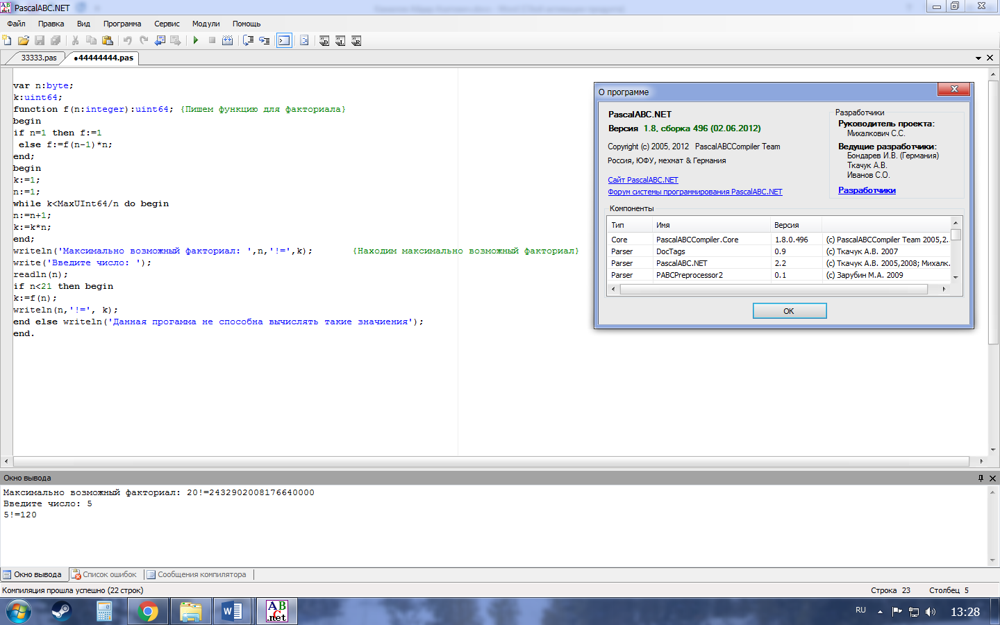 PascalABC.NET
Файл Правка Вид Программа Сервис Модули Помощь
33333.pas •44444444.pas
var n:byte;
k:uint64;
function f(n:integer):uint64; {Пишем функцию для факториала}
begin
if n=1 then f:=1
else f:=f(n-1)*n;
end;
begin
k:=1;
n:=1;
while k<MaxUInt64/n do begin
n:=n+1;
k:=k*n;
end;
writeln('Максимально возможный факториал: ',n,'!=',k); {Находим максимально возможный факториал}
write('Введите число: ');
readln(n);
if n<21 then begin
k:=f(n);
writeln(n,'!=', k);
end else writeln('Данная прогамма не способна вычислять такие значиения');
end.
О программе
PascalABC.NET
Версия 1.8, сборка 496 (02.06.2012)
Copyright (c) 2005, 2012 PascalABCCompiler Team
Россия, ЮФУ, мехмат & Германия
Сайт PascalABC.NET
Форум системы программирования PascalABC.NET
Разработчики
Руководитель проекта:
Михалкович С.С.
Ведущие разработчики:
Бондарев И.В. (Германия)
Ткачук А.В.
Иванов С.О.
Разработчики
Компоненты
Тип Имя Версия
Core PascalABCCompiler.Core 1.8.0.496 (c) PascalABCCompiler Team 2005,2.
Parser DocTags 0.9 (c) Ткачук А.В. 2007
Parser PascalABC.NET 2.2 (c) Ткачук А.В. 2005,2008; Михалк.
Parser PABCPreprocessor2 0.1 (c) Зарубин М.А. 2009
OK
Окно вывода
Максимально возможный факториал: 20!=2432902008176640000
Введите число: 5
5!=120
Окно вывода Список ошибок Сообщения компилятора
Компиляция прошла успешно (22 строк) Строка 23 Столбец 5
RU 13:28